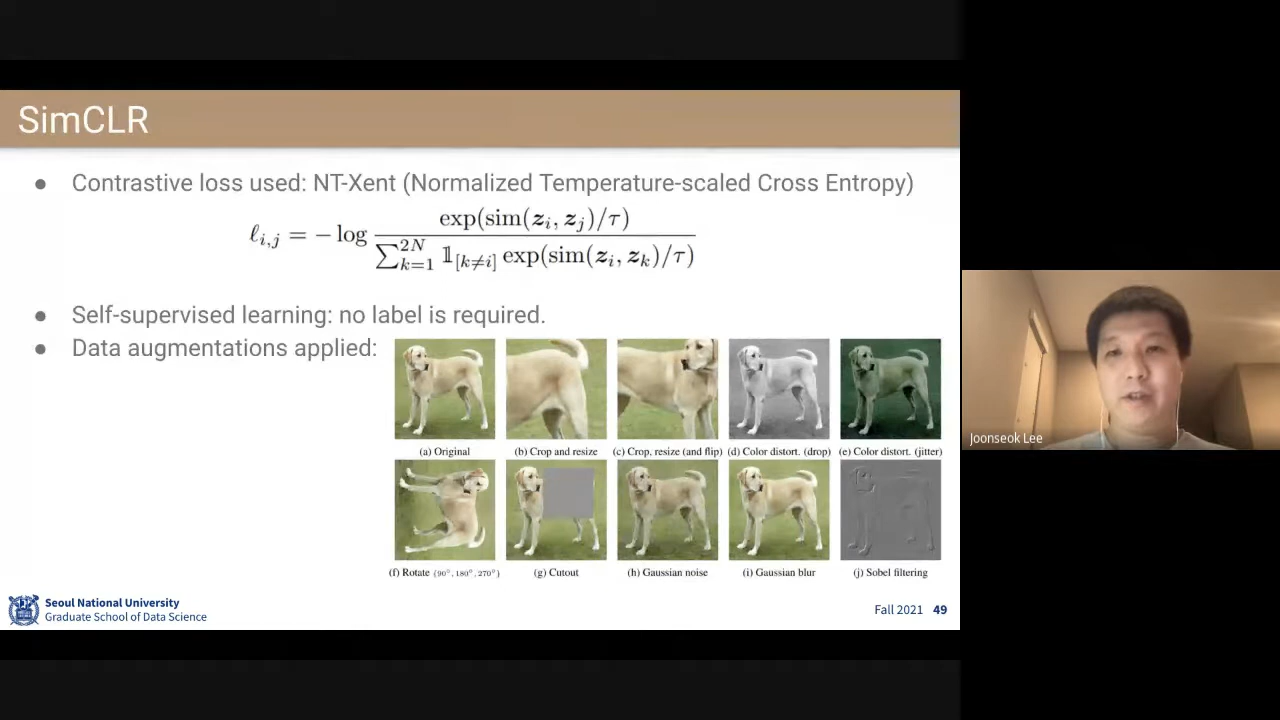 SimCLR
● Contrastive loss used: NT-Xent (Normalized Temperature-scaled Cross Entropy)
ℓ_{i,j} = − log \frac{exp(sim(z_i, z_j)/τ)}{∑_{k=1}^{2N} 𝟙_{[k≠i]} exp(sim(z_i, z_k)/τ)}
● Self-supervised learning: no label is required.
● Data augmentations applied:
(a) Original (b) Crop and resize (c) Crop, resize (and flip) (d) Color distort. (drop) (e) Color distort. (jitter)
(f) Rotate {90°, 180°, 270°} (g) Cutout (h) Gaussian noise (i) Gaussian blur (j) Sobel filtering
Joonseok Lee
Seoul National University
Graduate School of Data Science
Fall 2021 49